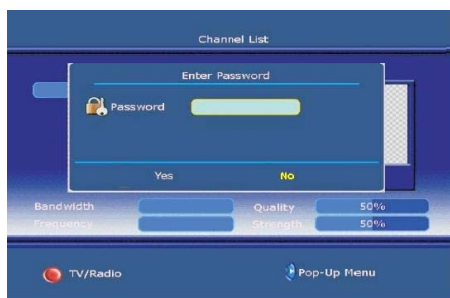 Channel List
Enter Password
Password
Yes No
Bandwidth Quality 50%
Frequency Strength 50%
TV/Radio Pop-Up Menu